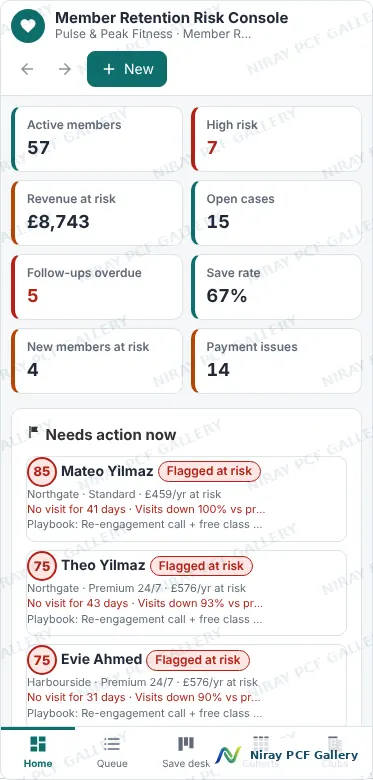 Member Retention Risk Console
Pulse & Peak Fitness · Member R...
+ New
Active members
57
High risk
7
Revenue at risk
£8,743
Open cases
15
Follow-ups overdue
5
Save rate
67%
New members at risk
4
Payment issues
14
Needs action now
85 Mateo Yilmaz Flagged at risk
Northgate · Standard · £459/yr at risk
No visit for 41 days · Visits down 100% vs pr...
Playbook: Re-engagement call + free class ...
75 Theo Yilmaz Flagged at risk
Northgate · Premium 24/7 · £576/yr at risk
No visit for 43 days · Visits down 93% vs pr...
Playbook: Re-engagement call + free class ...
75 Evie Ahmed Flagged at risk
Harbourside · Premium 24/7 · £576/yr at risk
No visit for 31 days · Visits down 90% vs pr...
Playbook: Re-engagement call + free class ...
Home Queue Save desk
Niray PCF Gallery
NIRAY PCF GALLERY